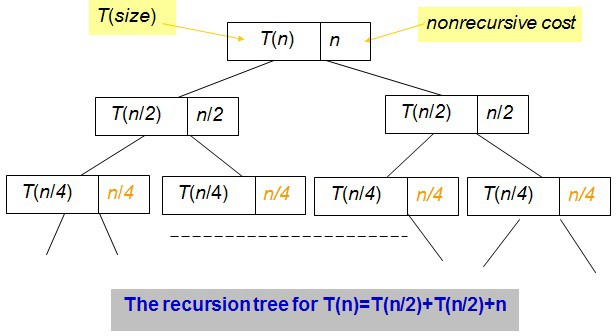 T(size)
nonrecursive cost
T(n) n
T(n/2) n/2
T(n/2) n/2
T(n/4) n/4
T(n/4) n/4
T(n/4) n/4
T(n/4) n/4
The recursion tree for T(n)=T(n/2)+T(n/2)+n